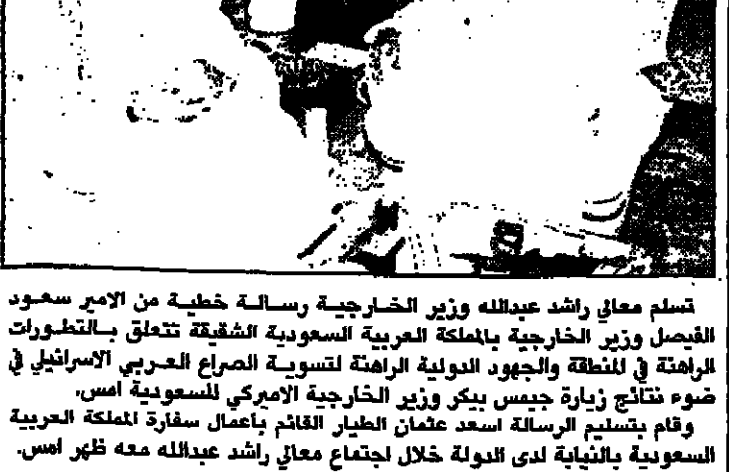 تسلم معالي راشد عبدالله وزير الخارجية رسالة خطية من الامير سعود
الفيصل وزير الخارجية بالمملكة العربية السعودية الشقيقة تتعلق بالتطورات
الراهنة في المنطقة والجهود الدولية الراهنة لتسوية الصراع العربي الاسرائيلي في
ضوء نتائج زيارة جيمس بيكر وزير الخارجية الاميركي للسعودية امس.
وقام بتسليم الرسالة اسعد عثمان الطيار القائم بأعمال سفارة المملكة العربية
السعودية بالنيابة لدى الدولة خلال اجتماع معالي راشد عبدالله معه ظهر امس.